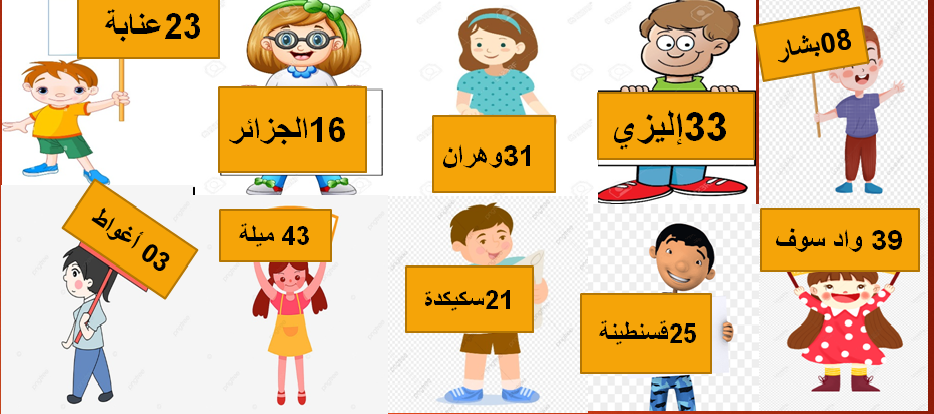 23عنابة
16الجزائر
31وهران
33إليزي
08بشار
03 أغواط
43 ميلة
21سكيكدة
25قسنطينة
39 واد سوف